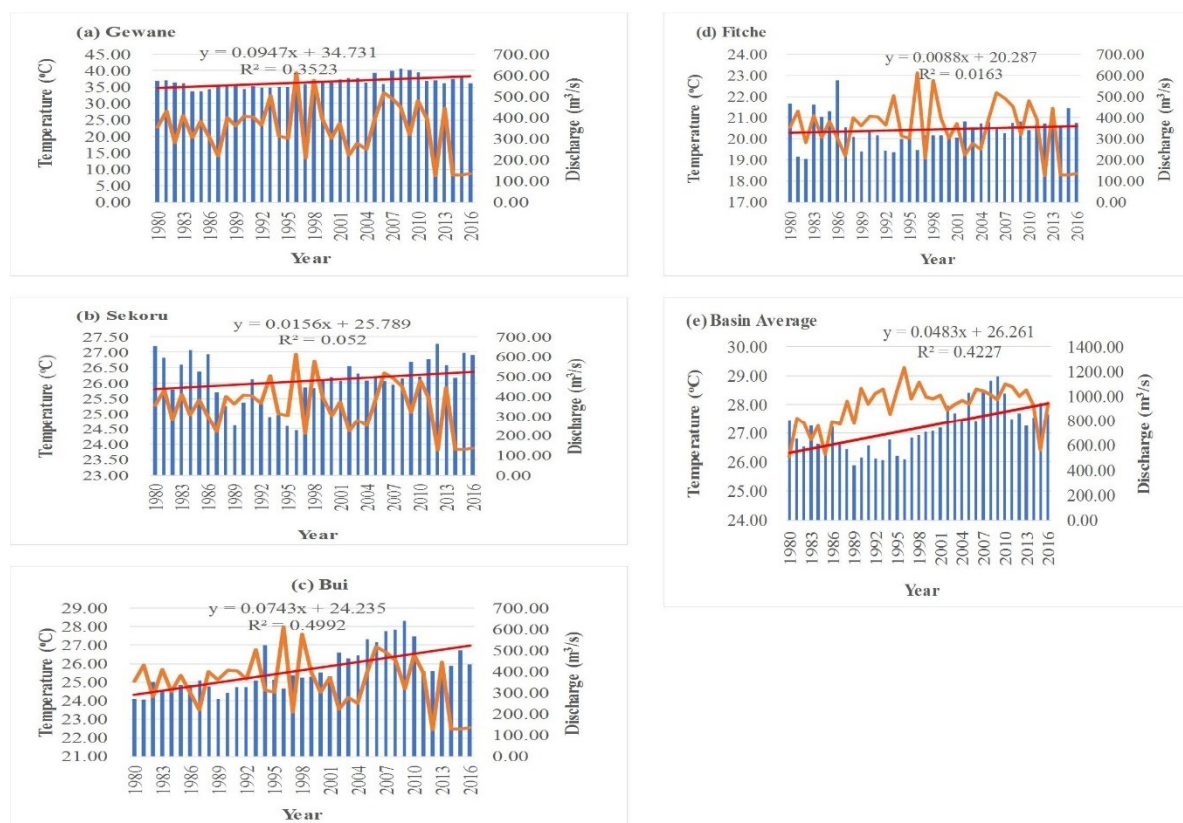 (a) Gewane
y = 0.0947x + 34.731
R² = 0.3523
Temperature (°C)
45.00
40.00
35.00
30.00
25.00
20.00
15.00
10.00
5.00
0.00
700.00
600.00
500.00
400.00
300.00
200.00
100.00
0.00
Discharge (m³/s)
1980 1983 1986 1989 1992 1995 1998 2001 2004 2007 2010 2013 2016
Year
(b) Sekoru
y = 0.0156x + 25.789
R² = 0.052
Temperature (°C)
27.50
27.00
26.50
26.00
25.50
25.00
24.50
24.00
23.50
23.00
700.00
600.00
500.00
400.00
300.00
200.00
100.00
0.00
Discharge (m³/s)
1980 1983 1986 1989 1992 1995 1998 2001 2004 2007 2010 2013 2016
Year
(c) Bui
y = 0.0743x + 24.235
R² = 0.4992
Temperature (°C)
29.00
28.00
27.00
26.00
25.00
24.00
23.00
22.00
21.00
700.00
600.00
500.00
400.00
300.00
200.00
100.00
0.00
Discharge (m³/s)
1980 1983 1986 1989 1992 1995 1998 2001 2004 2007 2010 2013 2016
Year
(d) Fitche
y = 0.0088x + 20.287
R² = 0.0163
Temperature (°C)
24.00
23.00
22.00
21.00
20.00
19.00
18.00
17.00
700.00
600.00
500.00
400.00
300.00
200.00
100.00
0.00
Discharge (m³/s)
1980 1983 1986 1989 1992 1995 1998 2001 2004 2007 2010 2013 2016
Year
(e) Basin Average
y = 0.0483x + 26.261
R² = 0.4227
Temperature (°C)
30.00
29.00
28.00
27.00
26.00
25.00
24.00
1400.00
1200.00
1000.00
800.00
600.00
400.00
200.00
0.00
Discharge (m³/s)
1980 1983 1986 1989 1992 1995 1998 2001 2004 2007 2010 2013 2016
Year